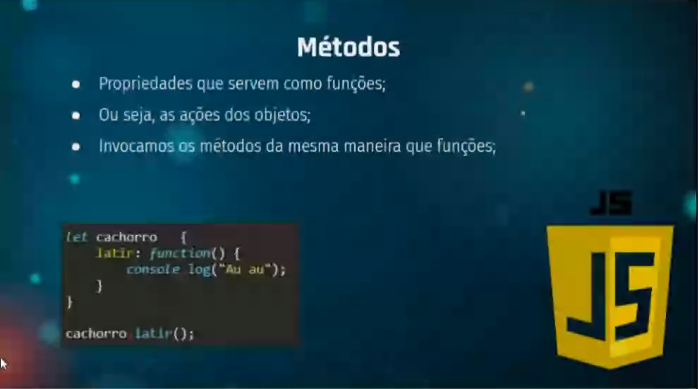 Métodos
● Propriedades que servem como funções;
● Ou seja, as ações dos objetos;
● Invocamos os métodos da mesma maneira que funções;
JS
let cachorro {
latir: function() {
console log("Au au");
}
}
cachorro latir();
JS